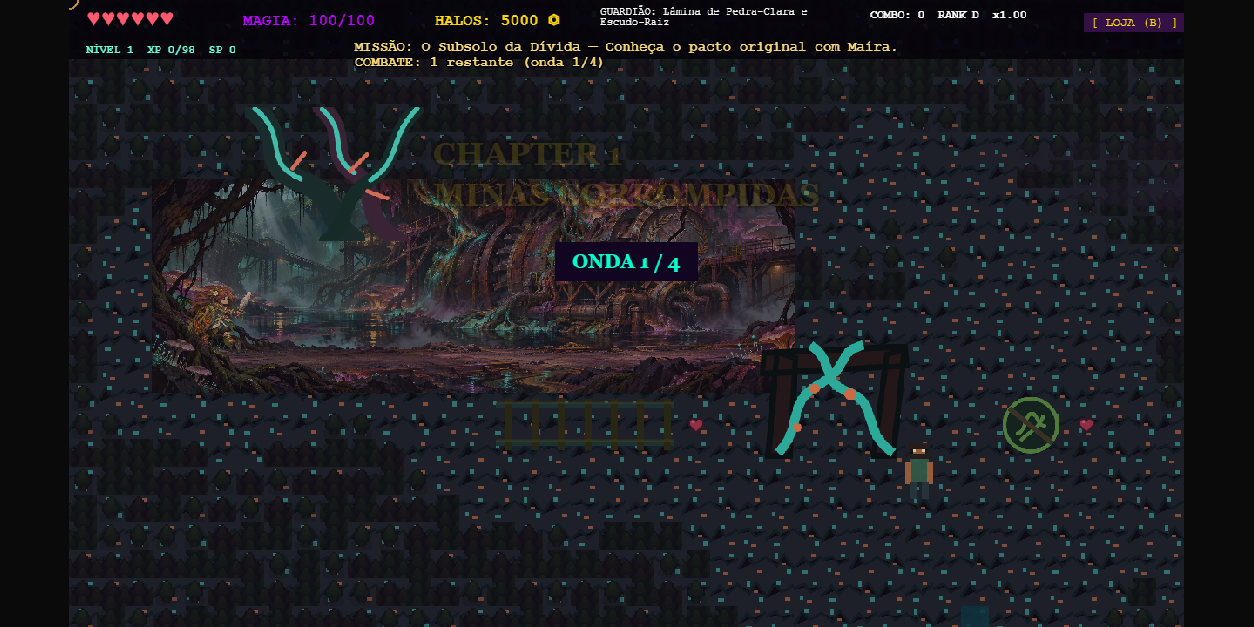 MAGIA: 100/100
HALOS: 5000
GUARDIÃO: Lâmina de Pedra-Clara e
Escudo-Raiz
COMBO: 0 RANK D x1.00
[ LOJA (B) ]
NÍVEL 1 XP 0/98 SP 0
MISSÃO: O Subsolo da Dívida — Conheça o pacto original com Maíra.
COMBATE: 1 restante (onda 1/4)
CHAPTER 1
MINAS CORROMPIDAS
ONDA 1 / 4